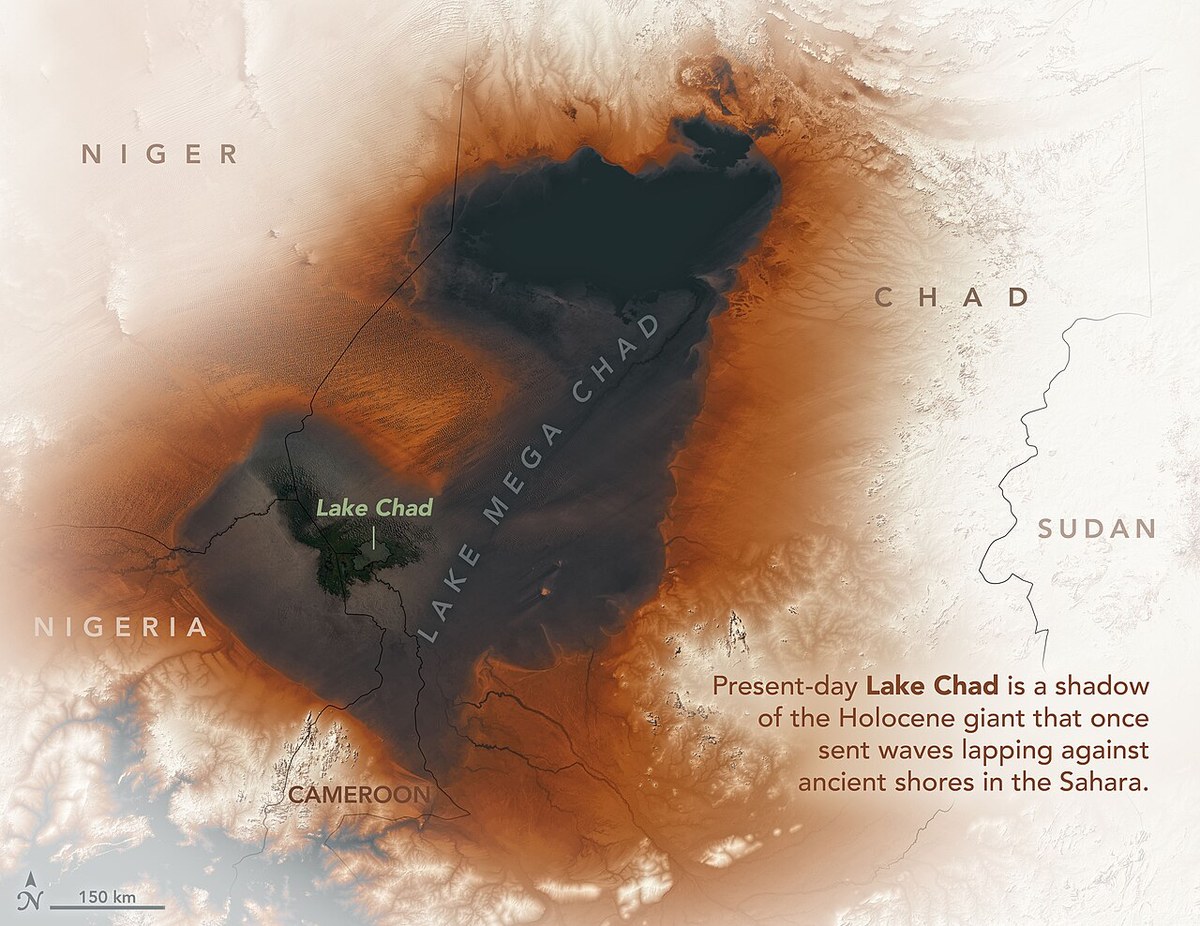 NIGER
CHAD
LAKE MEGA CHAD
Lake Chad
SUDAN
NIGERIA
Present-day Lake Chad is a shadow
of the Holocene giant that once
sent waves lapping against
ancient shores in the Sahara.
CAMEROON
N
150 km